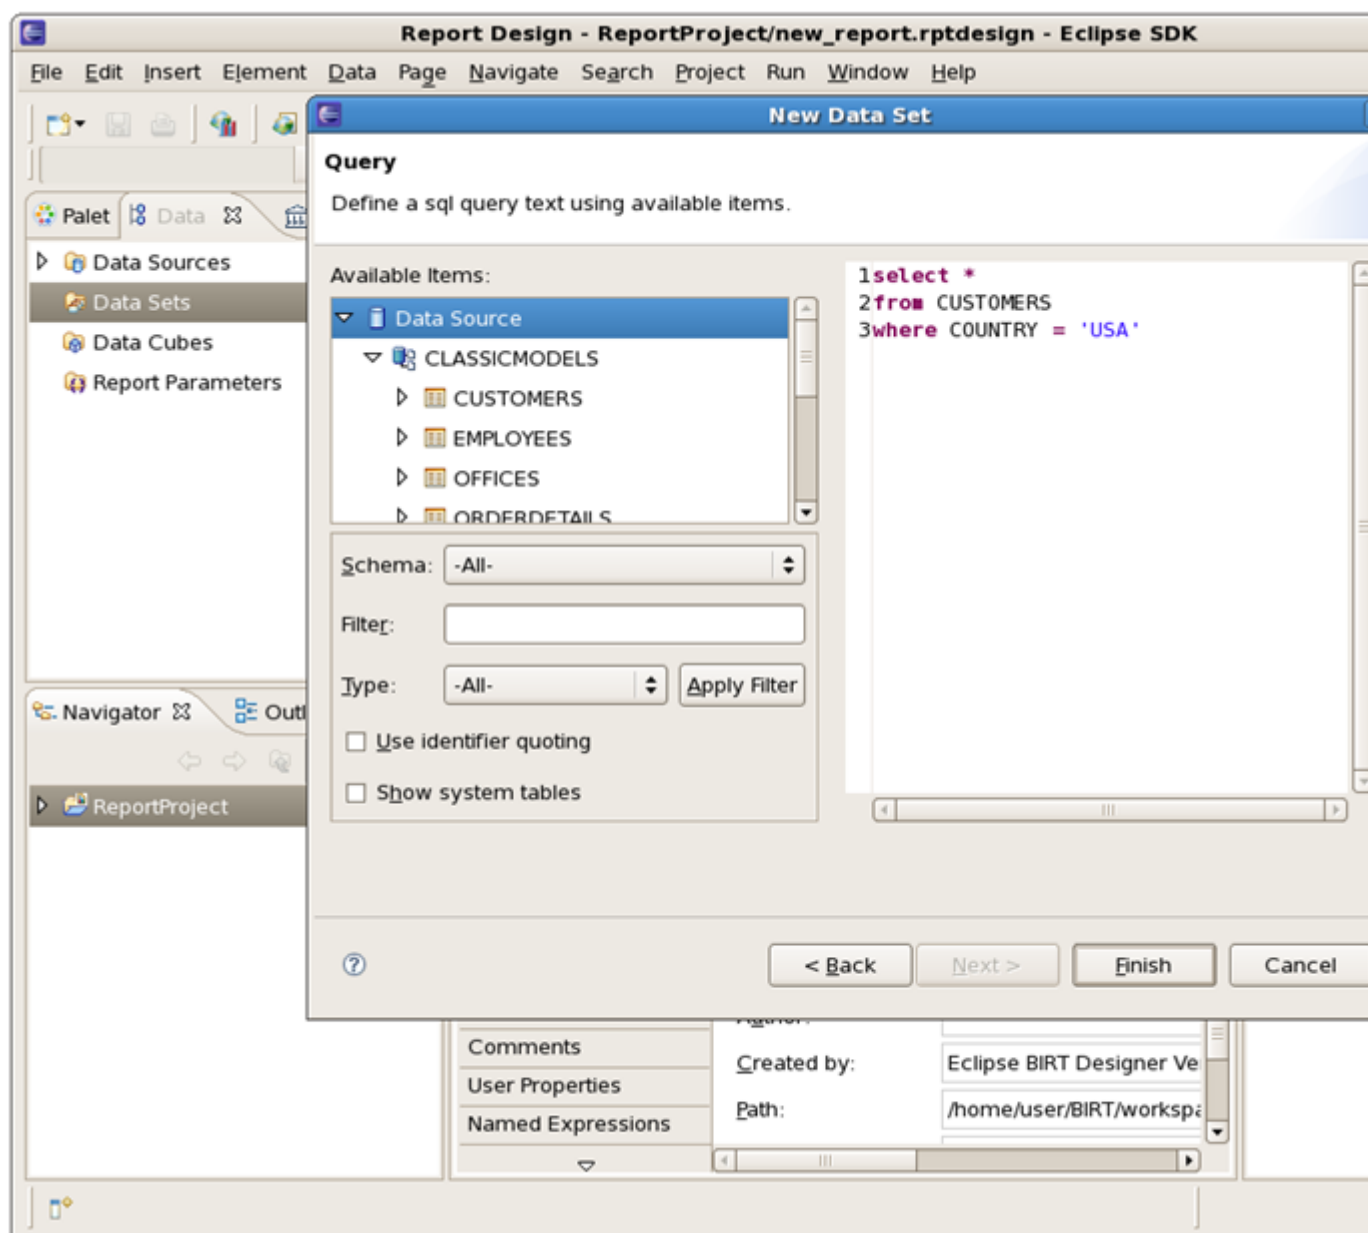 Report Design - ReportProject/new_report.rptdesign - Eclipse SDK
File Edit Insert Element Data Page Navigate Search Project Run Window Help
New Data Set
Query
Define a sql query text using available items.
Palet Data
Data Sources
Data Sets
Data Cubes
Report Parameters
Available Items:
Data Source
CLASSICMODELS
CUSTOMERS
EMPLOYEES
OFFICES
ORDERDETAILS
Schema: -All-
Filter:
Type: -All- Apply Filter
Use identifier quoting
Show system tables
1select *
2from CUSTOMERS
3where COUNTRY = 'USA'
Navigator Outl
ReportProject
< Back Next > Finish Cancel
Comments
User Properties
Named Expressions
Author:
Created by: Eclipse BIRT Designer Ve
Path: /home/user/BIRT/workspa